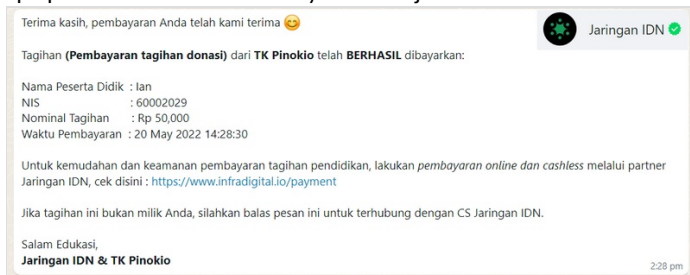 Terima kasih, pembayaran Anda telah kami terima 😊
Jaringan IDN
Tagihan (Pembayaran tagihan donasi) dari TK Pinokio telah BERHASIL dibayarkan:
Nama Peserta Didik : Ian
NIS : 60002029
Nominal Tagihan : Rp 50,000
Waktu Pembayaran : 20 May 2022 14:28:30
Untuk kemudahan dan keamanan pembayaran tagihan pendidikan, lakukan pembayaran online dan cashless melalui partner
Jaringan IDN, cek disini : https://www.infradigital.io/payment
Jika tagihan ini bukan milik Anda, silahkan balas pesan ini untuk terhubung dengan CS Jaringan IDN.
Salam Edukasi,
Jaringan IDN & TK Pinokio
2:28 pm